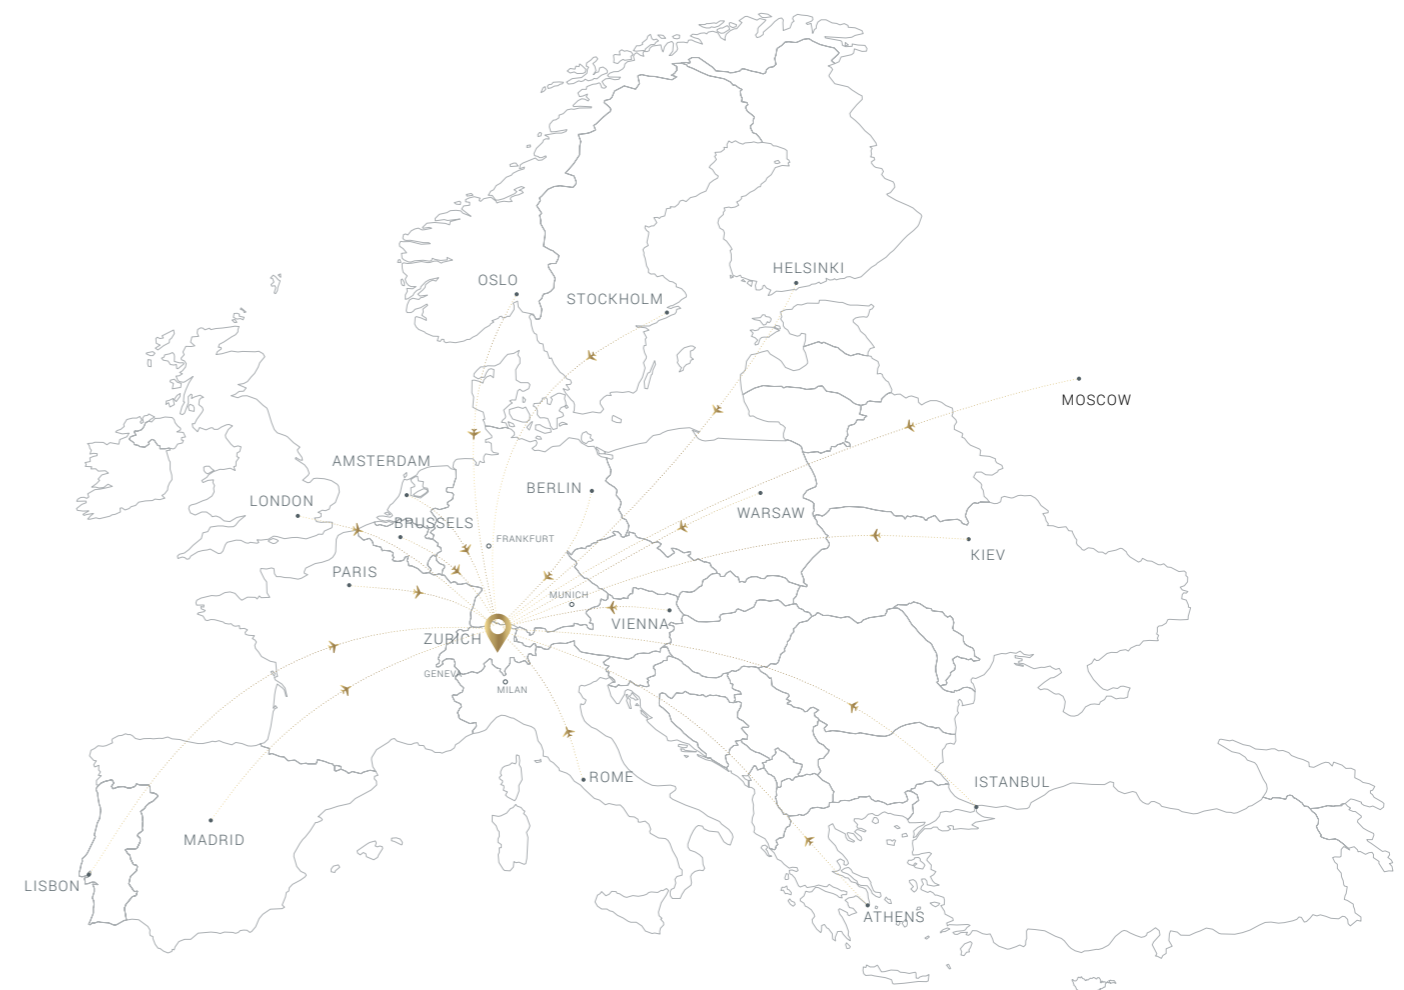 HELSINKI
OSLO
STOCKHOLM
MOSCOW
AMSTERDAM
BERLIN
LONDON
WARSAW
BRUSSELS
FRANKFURT
KIEV
PARIS
MUNICH
VIENNA
ZURICH
GENEVA
MILAN
ROME
ISTANBUL
MADRID
LISBON
ATHENS